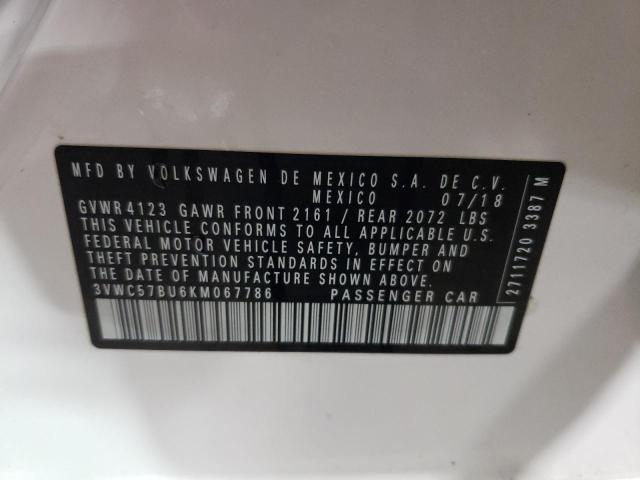 MFD BY VOLKSWAGEN DE MEXICO S.A. DE C.V.
MEXICO 07/18
GVWR4123 GAWR FRONT 2161 / REAR 2072 LBS
THIS VEHICLE CONFORMS TO ALL APPLICABLE U.S.
FEDERAL MOTOR VEHICLE SAFETY, BUMPER AND
THEFT PREVENTION STANDARDS IN EFFECT ON
THE DATE OF MANUFACTURE SHOWN ABOVE.
3VWC57BU6KM067786 PASSENGER CAR
2711720 3387 M